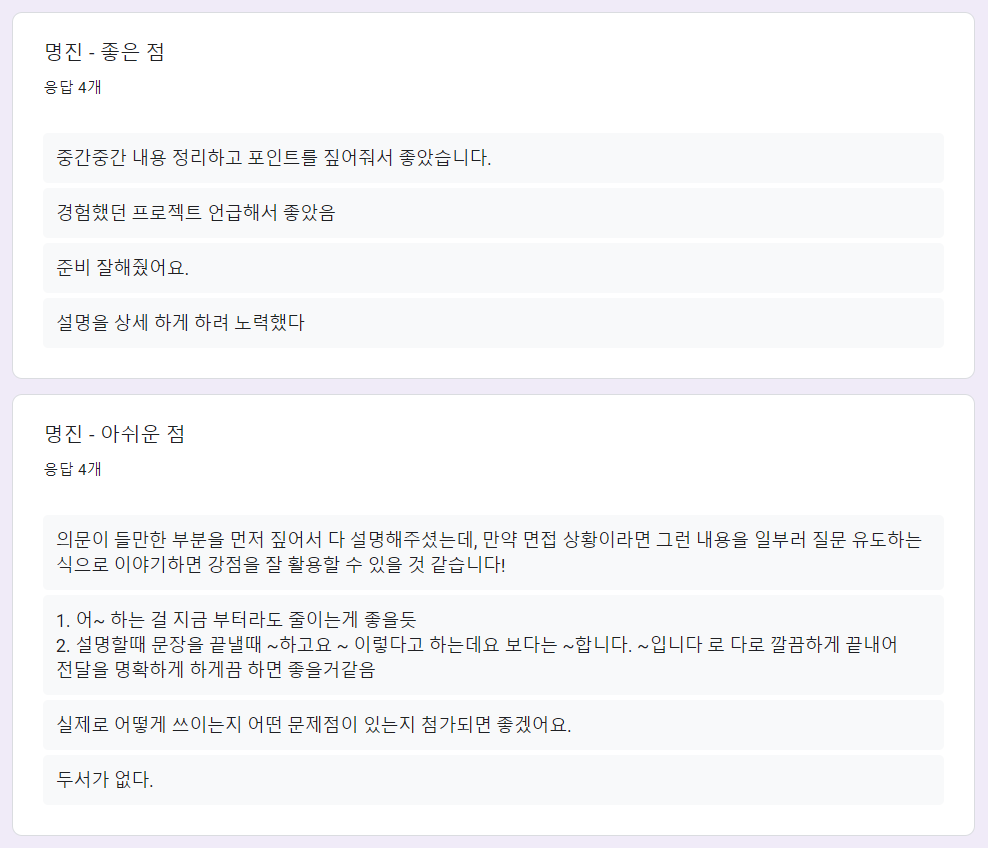 명진 - 좋은 점
응답 4개
중간중간 내용 정리하고 포인트를 짚어줘서 좋았습니다.
경험했던 프로젝트 언급해서 좋았음
준비 잘해줬어요.
설명을 상세 하게 하려 노력했다
명진 - 아쉬운 점
응답 4개
의문이 들만한 부분을 먼저 짚어서 다 설명해주셨는데, 만약 면접 상황이라면 그런 내용을 일부러 질문 유도하는
식으로 이야기하면 강점을 잘 활용할 수 있을 것 같습니다!
1. 어~ 하는 걸 지금 부터라도 줄이는게 좋을듯
2. 설명할때 문장을 끝낼때 ~하고요 ~ 이렇다고 하는데요 보다는 ~합니다. ~입니다 로 다로 깔끔하게 끝내어
전달을 명확하게 하게끔 하면 좋을거같음
실제로 어떻게 쓰이는지 어떤 문제점이 있는지 첨가되면 좋겠어요.
두서가 없다.